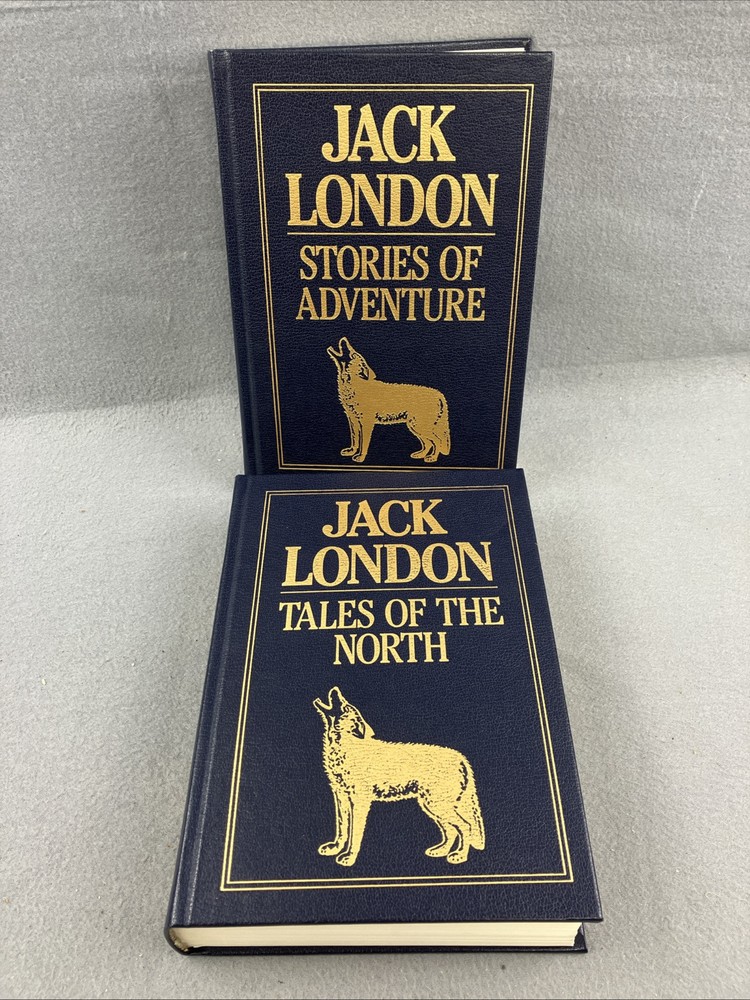 JACK
LONDON
STORIES OF
ADVENTURE
JACK
LONDON
TALES OF THE
NORTH